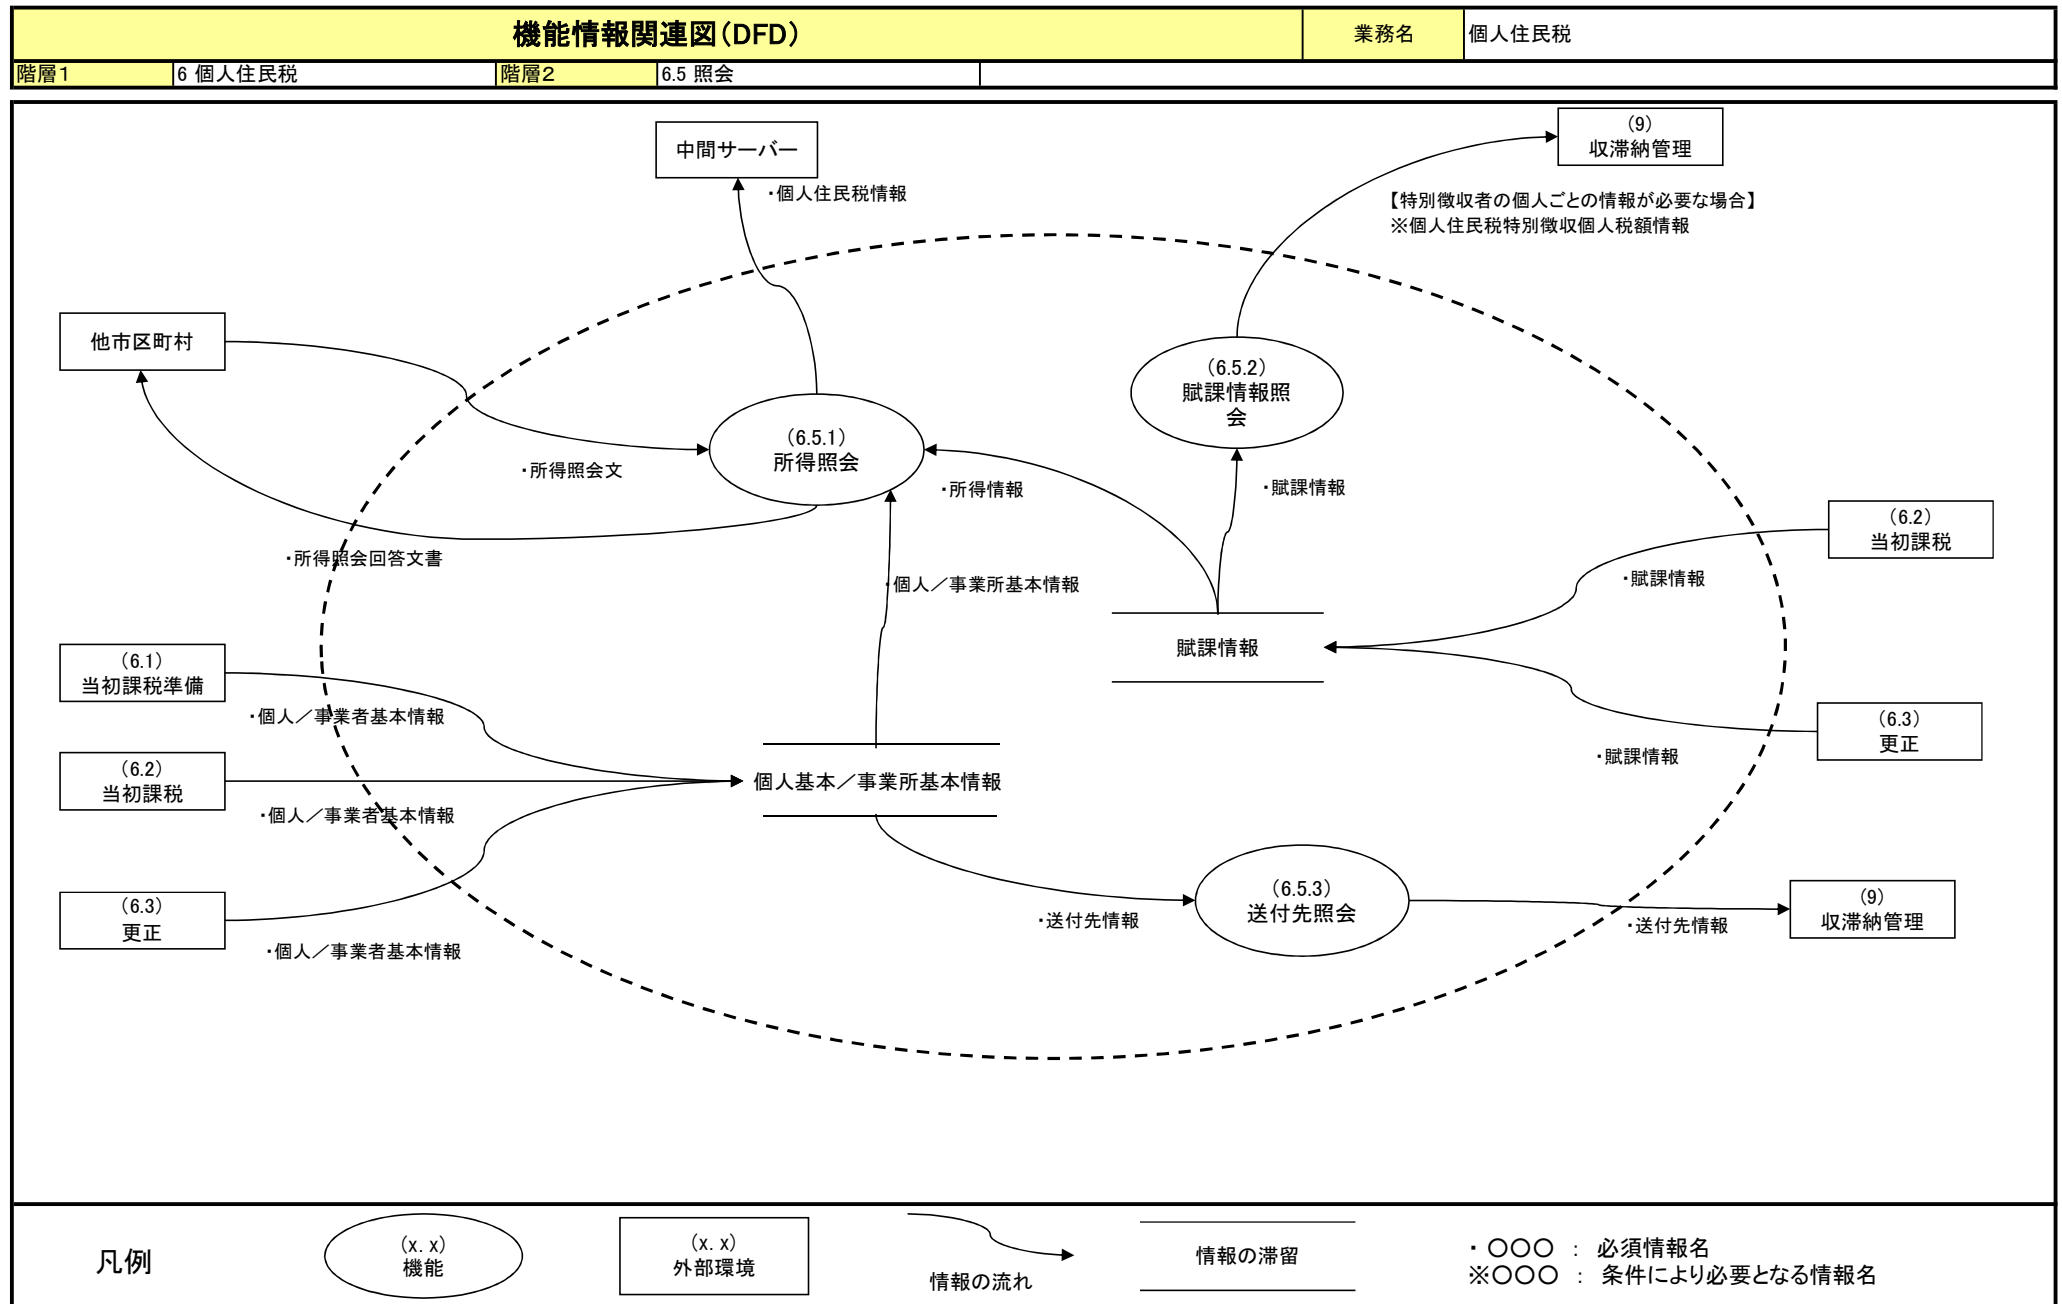 機能情報関連図（DFD）
業務名
個人住民税
階層１
6 個人住民税
階層２
6.5 照会
中間サーバー
・個人住民税情報
（9）
収滞納管理
【特別徴収者の個人ごとの情報が必要な場合】
※個人住民税特別徴収個人税額情報
他市区町村
（6.5.2）
賦課情報照
会
（6.5.1）
所得照会
・所得照会文
・所得情報
・賦課情報
（6.2）
当初課税
・所得照会回答文書
・個人／事業所基本情報
・賦課情報
賦課情報
（6.1）
当初課税準備
・個人／事業者基本情報
（6.3）
更正
・賦課情報
（6.2）
当初課税
・個人／事業者基本情報
個人基本／事業所基本情報
（6.3）
更正
・個人／事業者基本情報
・送付先情報
（6.5.3）
送付先照会
・送付先情報
（9）
収滞納管理
凡例
（x. x）
機能
（x. x）
外部環境
情報の流れ
情報の滞留
・ 〇〇〇 ： 必須情報名
※〇〇〇 ： 条件により必要となる情報名